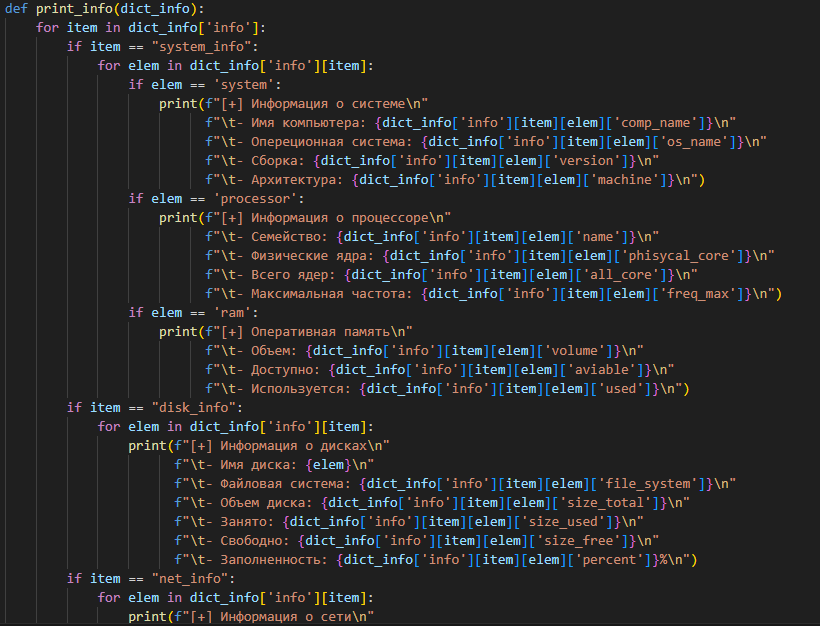 def print_info(dict_info):
    for item in dict_info['info']:
        if item == "system_info":
            for elem in dict_info['info'][item]:
                if elem == 'system':
                    print(f"[+] Информация о системе\n"
                          f"\t- Имя компьютера: {dict_info['info'][item][elem]['comp_name']}\n"
                          f"\t- Опереционная система: {dict_info['info'][item][elem]['os_name']}\n"
                          f"\t- Сборка: {dict_info['info'][item][elem]['version']}\n"
                          f"\t- Архитектура: {dict_info['info'][item][elem]['machine']}\n")
                if elem == 'processor':
                    print(f"[+] Информация о процессоре\n"
                          f"\t- Семейство: {dict_info['info'][item][elem]['name']}\n"
                          f"\t- Физические ядра: {dict_info['info'][item][elem]['phisycal_core']}\n"
                          f"\t- Всего ядер: {dict_info['info'][item][elem]['all_core']}\n"
                          f"\t- Максимальная частота: {dict_info['info'][item][elem]['freq_max']}\n")
                if elem == 'ram':
                    print(f"[+] Оперативная память\n"
                          f"\t- Объем: {dict_info['info'][item][elem]['volume']}\n"
                          f"\t- Доступно: {dict_info['info'][item][elem]['aviable']}\n"
                          f"\t- Используется: {dict_info['info'][item][elem]['used']}\n")
        if item == "disk_info":
            for elem in dict_info['info'][item]:
                print(f"[+] Информация о дисках\n"
                      f"\t- Имя диска: {elem}\n"
                      f"\t- Файловая система: {dict_info['info'][item][elem]['file_system']}\n"
                      f"\t- Объем диска: {dict_info['info'][item][elem]['size_total']}\n"
                      f"\t- Занято: {dict_info['info'][item][elem]['size_used']}\n"
                      f"\t- Свободно: {dict_info['info'][item][elem]['size_free']}\n"
                      f"\t- Заполненность: {dict_info['info'][item][elem]['percent']}%\n")
        if item == "net_info":
            for elem in dict_info['info'][item]:
                print(f"[+] Информация о сети\n"